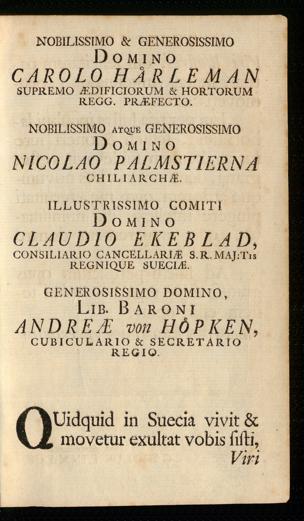 NOBILISSIMO & GENEROSISSIMO
DOMINO
CAROLO HÅRLEMAN
SUPREMO ÆDIFICIORUM & HORTORUM
REGG. PRÆFECTO.
NOBILISSIMO ATQUE GENEROSISSIMO
DOMINO
NICOLAO PALMSTIERNA
CHILIARCHÆ.
ILLUSTRISSIMO COMITI
DOMINO
CLAUDIO EKEBLAD,
CONSILIARIO CANCELLARIÆ S. R. MAJ:TIS
REGNIQUE SUECIÆ.
GENEROSISSIMO DOMINO,
LIB. BARONI
ANDREÆ von HÖPKEN,
CUBICULARIO & SECRETARIO
REGIO.
QUidquid in Suecia vivit &
movetur exultat vobis sisti,
Viri